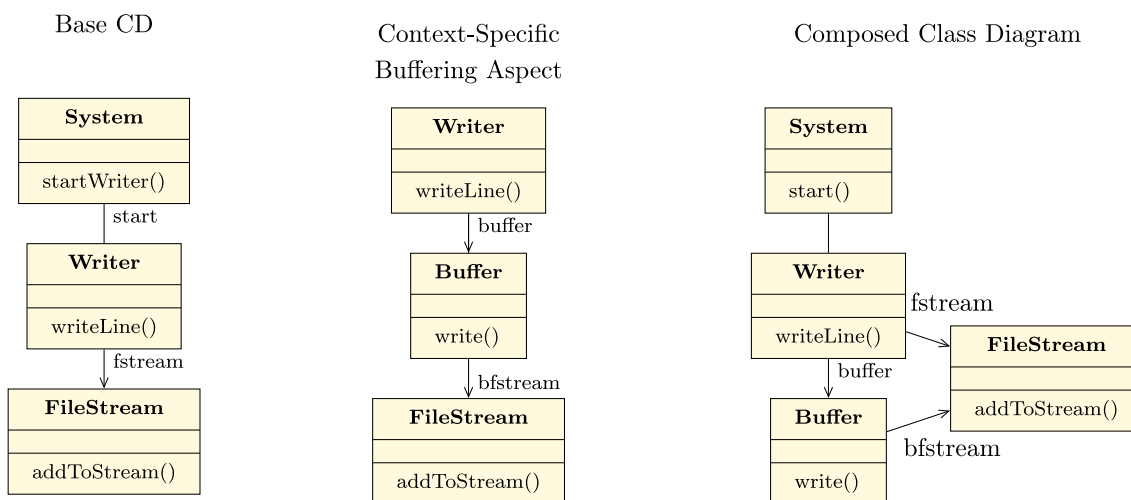 Base CD
System
startWriter()
start
Writer
writeLine()
fstream
FileStream
addToStream()
Context-Specific
Buffering Aspect
Writer
writeLine()
buffer
Buffer
write()
bfstream
FileStream
addToStream()
Composed Class Diagram
System
start()
Writer
writeLine()
fstream
FileStream
addToStream()
buffer
Buffer
write()
bfstream